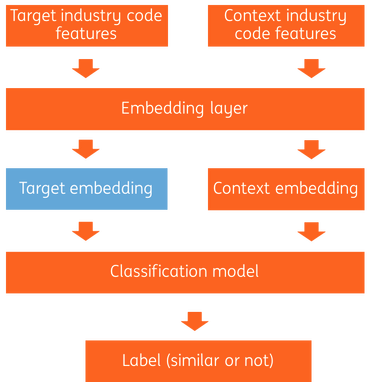 Target industry code
features
Context industry
code features
Embedding layer
Target embedding
Context embedding
Classification model
Label (similar or not)